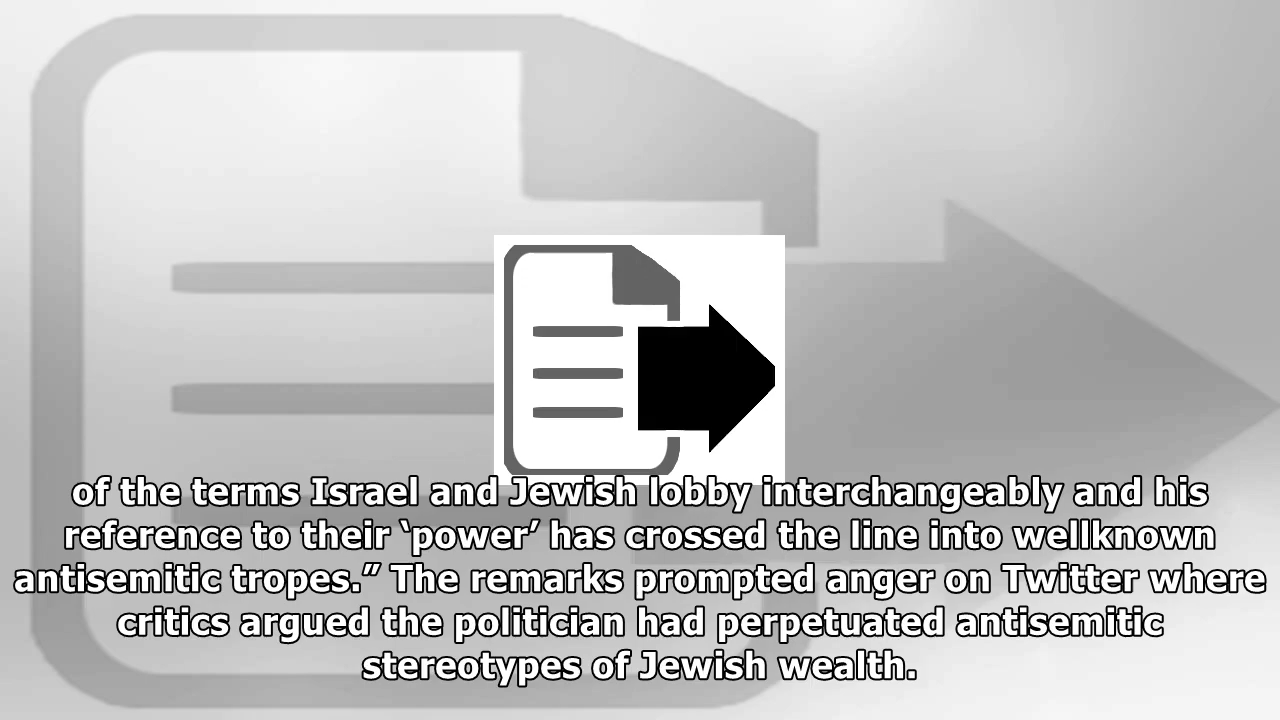 of the terms Israel and Jewish lobby interchangeably and his
reference to their ‘power’ has crossed the line into wellknown
antisemitic tropes.” The remarks prompted anger on Twitter where
critics argued the politician had perpetuated antisemitic
stereotypes of Jewish wealth.